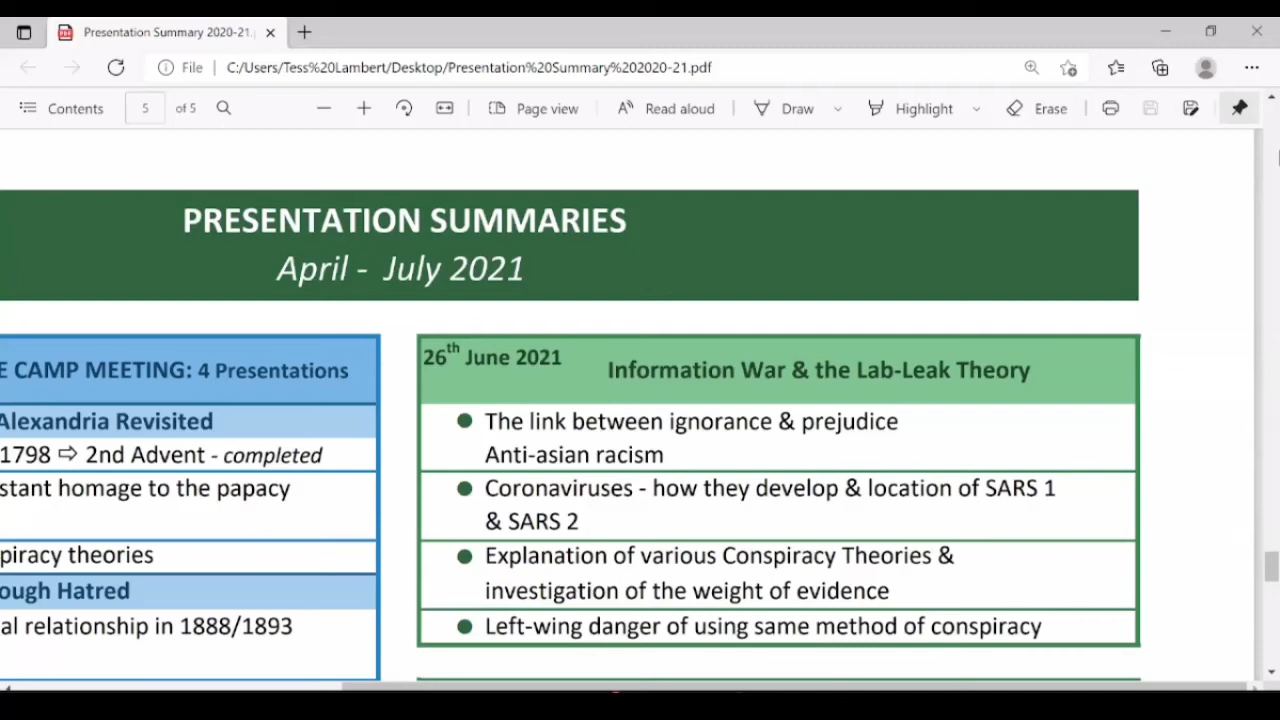 Presentation Summary 2020-21.
File
C:/Users/Tess%20Lambert/Desktop/Presentation%20Summary%202020-21.pdf
Contents 5 of 5 Page view Read aloud Draw Highlight Erase
PRESENTATION SUMMARIES
April - July 2021
E CAMP MEETING: 4 Presentations
Alexandria Revisited
1798 ⇨ 2nd Advent - completed
stant homage to the papacy
piracy theories
ough Hatred
al relationship in 1888/1893
26th June 2021 Information War & the Lab-Leak Theory
● The link between ignorance & prejudice
Anti-asian racism
● Coronaviruses - how they develop & location of SARS 1
& SARS 2
● Explanation of various Conspiracy Theories &
investigation of the weight of evidence
● Left-wing danger of using same method of conspiracy